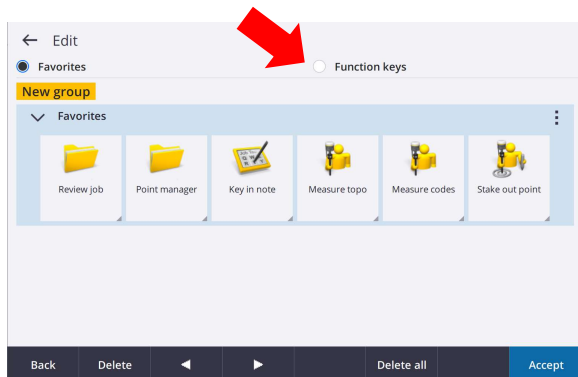 Edit
Favorites Function keys
New group
Favorites
Review job Point manager Key in note Measure topo Measure codes Stake out point
Back Delete Delete all Accept